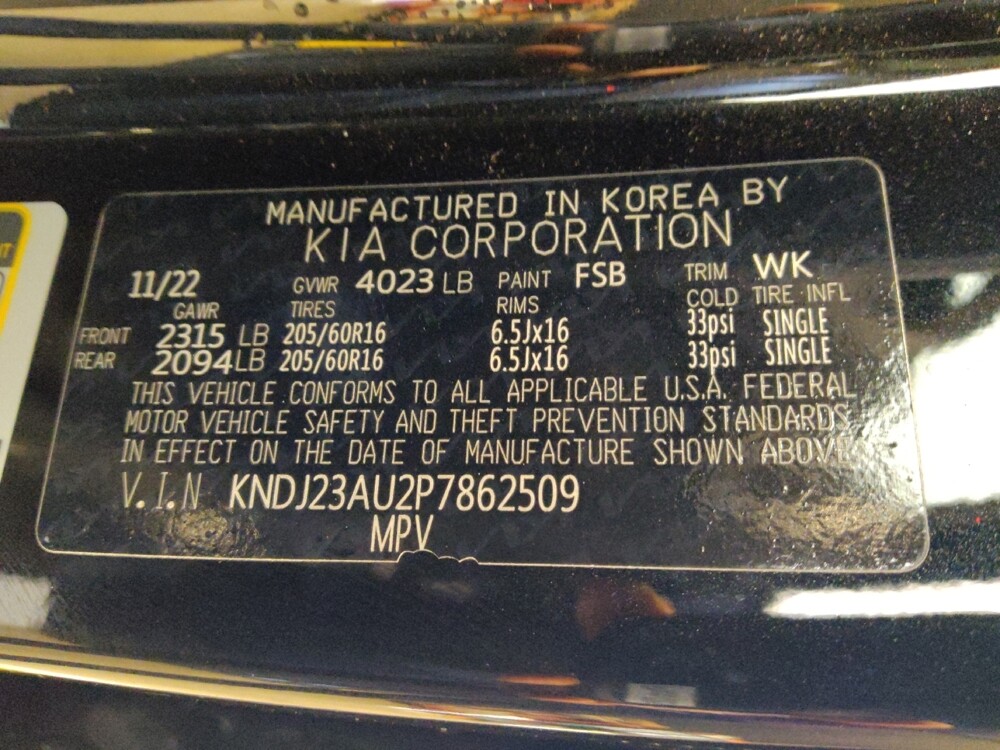 MANUFACTURED IN KOREA BY
KIA CORPORATION
11/22 GVWR 4023 LB PAINT FSB TRIM WK
GAWR TIRES RIMS COLD TIRE INFL
FRONT 2315 LB 205/60R16 6.5Jx16 33psi SINGLE
REAR 2094LB 205/60R16 6.5Jx16 33psi SINGLE
THIS VEHICLE CONFORMS TO ALL APPLICABLE U.S.A. FEDERAL
MOTOR VEHICLE SAFETY AND THEFT PREVENTION STANDARDS
IN EFFECT ON THE DATE OF MANUFACTURE SHOWN ABOVE
V.I.N KNDJ23AU2P7862509
MPV